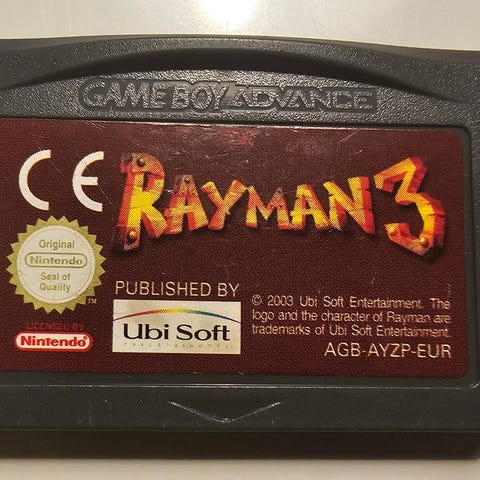 GAME BOY ADVANCE
CE
RAYMAN 3
Original
Nintendo
Seal of
Quality
TM
LICENSED BY
Nintendo
PUBLISHED BY
Ubi Soft
ENTERTAINMENT
© 2003 Ubi Soft Entertainment. The
logo and the character of Rayman are
trademarks of Ubi Soft Entertainment.
AGB-AYZP-EUR